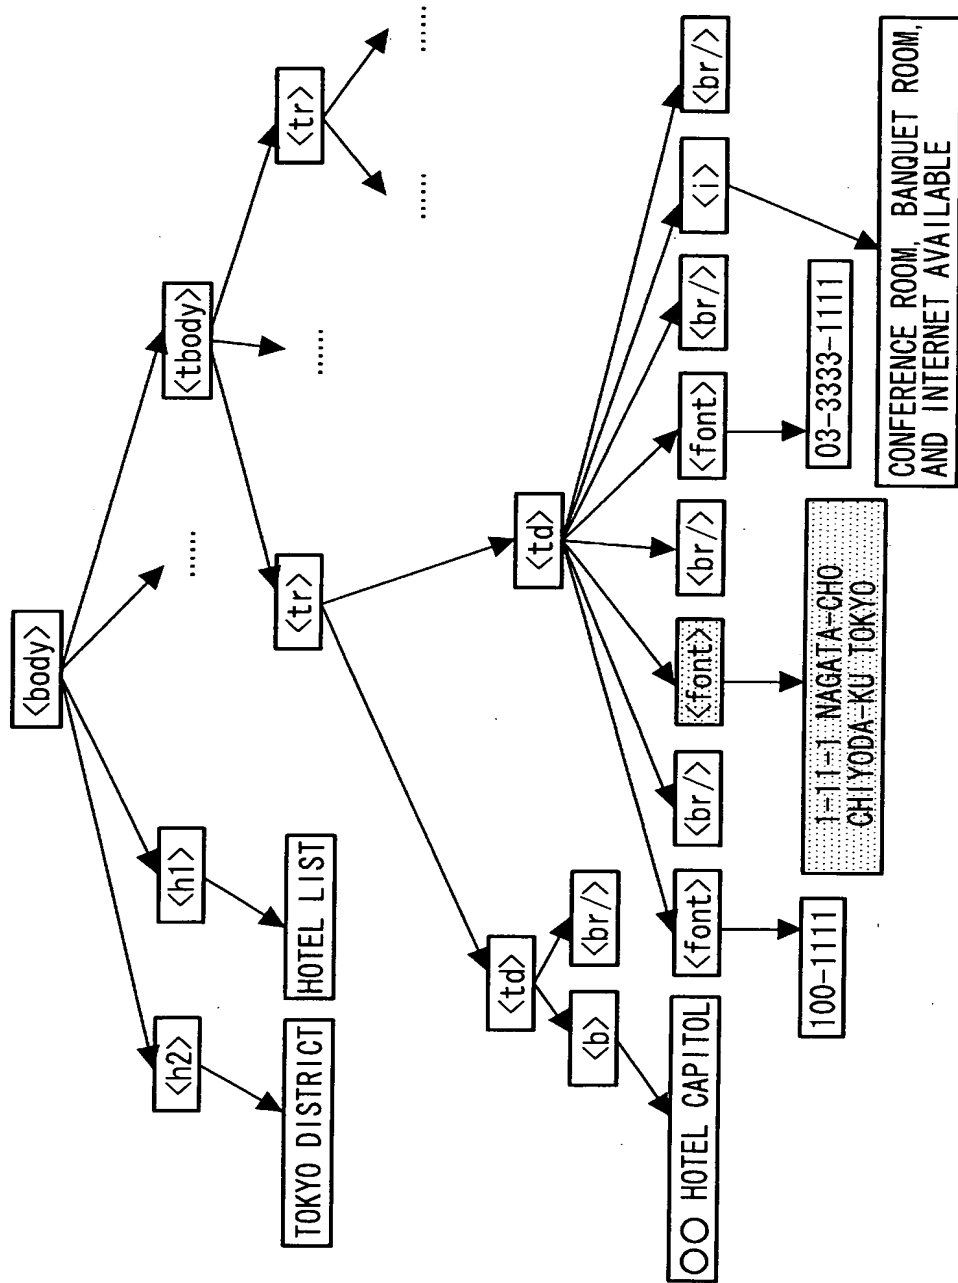 <body>
<h2>
<h1>
......
<tbody>
TOKYO DISTRICT
HOTEL LIST
<tr>
......
<tr>
......
......
<td>
<td>
<b>
<br/>
○○ HOTEL CAPITOL
<font>
<br/>
<font>
<br/>
<font>
<br/>
<i>
<br/>
100-1111
1-11-1 NAGATA-CHO
CHIYODA-KU TOKYO
03-3333-1111
CONFERENCE ROOM, BANQUET ROOM,
AND INTERNET AVAILABLE